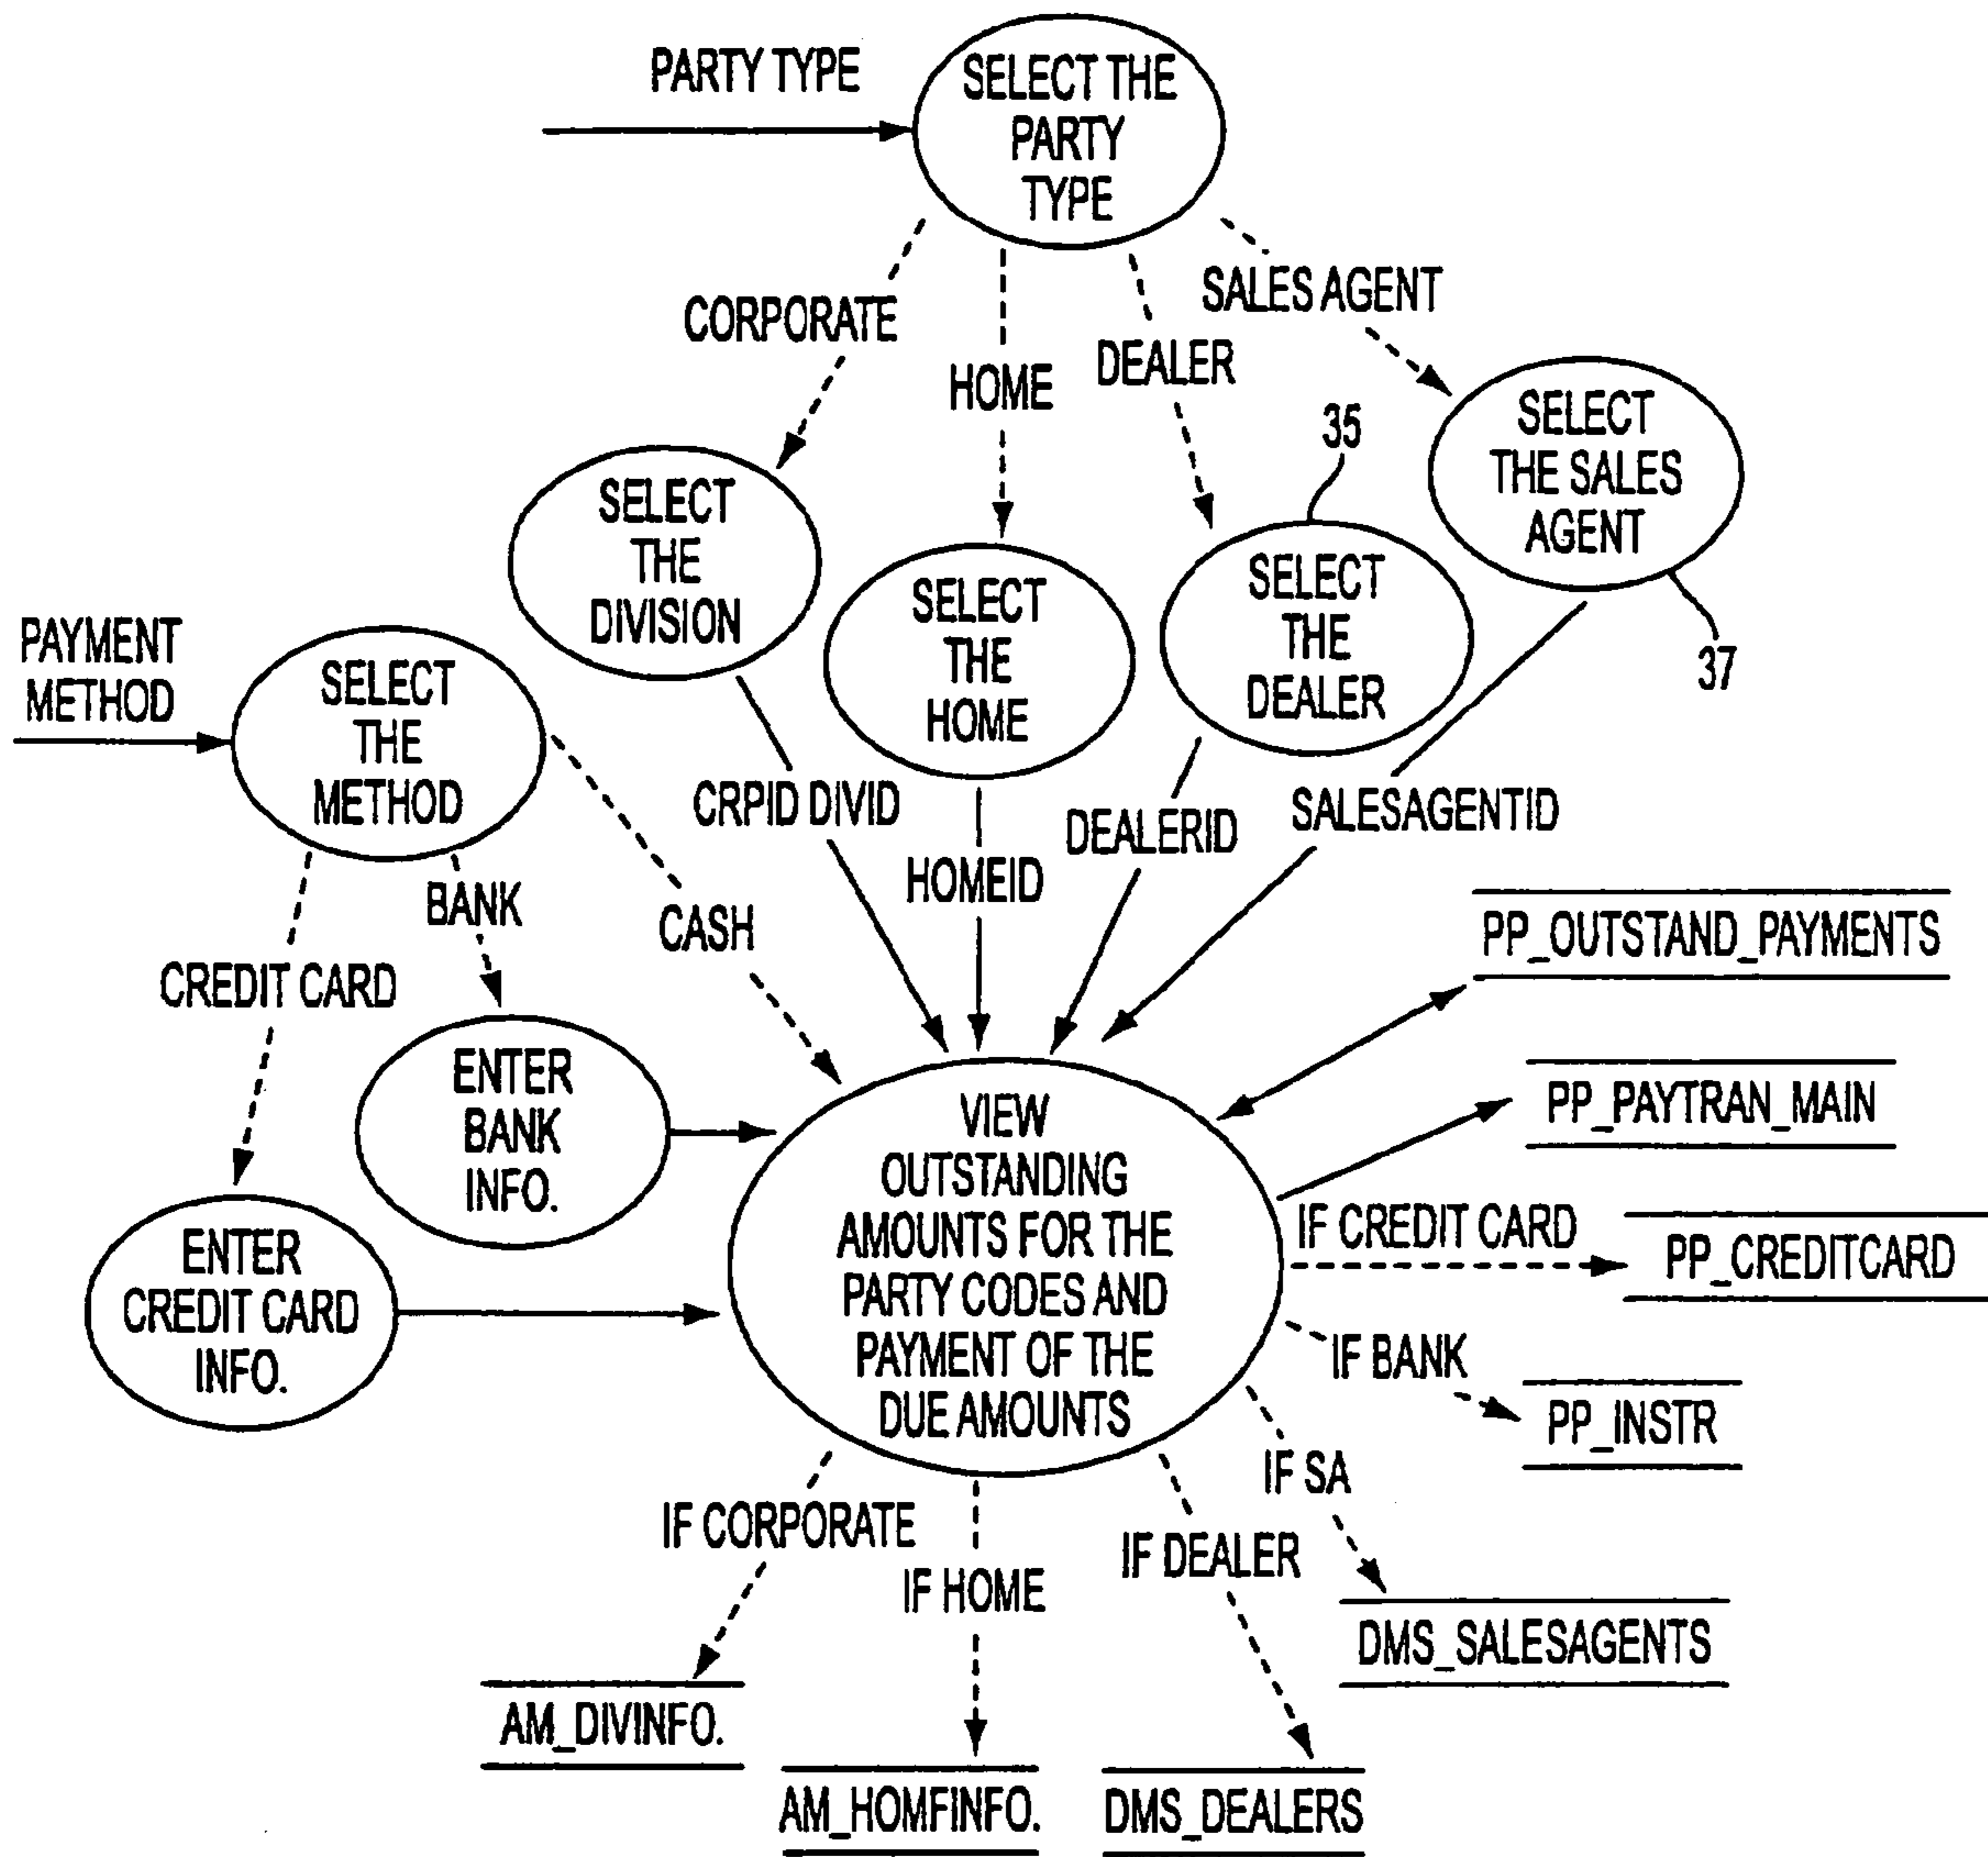 PARTY TYPE
SELECT THE
PARTY
TYPE
CORPORATE
HOME
DEALER
SALES AGENT
SELECT
THE
DIVISION
SELECT
THE
HOME
35
SELECT
THE
DEALER
SELECT
THE SALES
AGENT
37
PAYMENT
METHOD
SELECT
THE
METHOD
CRPID DIVID
HOMEID
DEALERID
SALESAGENTID
CREDIT CARD
BANK
CASH
ENTER
BANK
INFO.
ENTER
CREDIT CARD
INFO.
VIEW
OUTSTANDING
AMOUNTS FOR THE
PARTY CODES AND
PAYMENT OF THE
DUE AMOUNTS
PP_OUTSTAND_PAYMENTS
PP_PAYTRAN_MAIN
IF CREDIT CARD
PP_CREDITCARD
IF BANK
PP_INSTR
IF SA
DMS_SALESAGENTS
IF CORPORATE
IF HOME
IF DEALER
AM_DIVINFO.
AM_HOMFINFO.
DMS_DEALERS